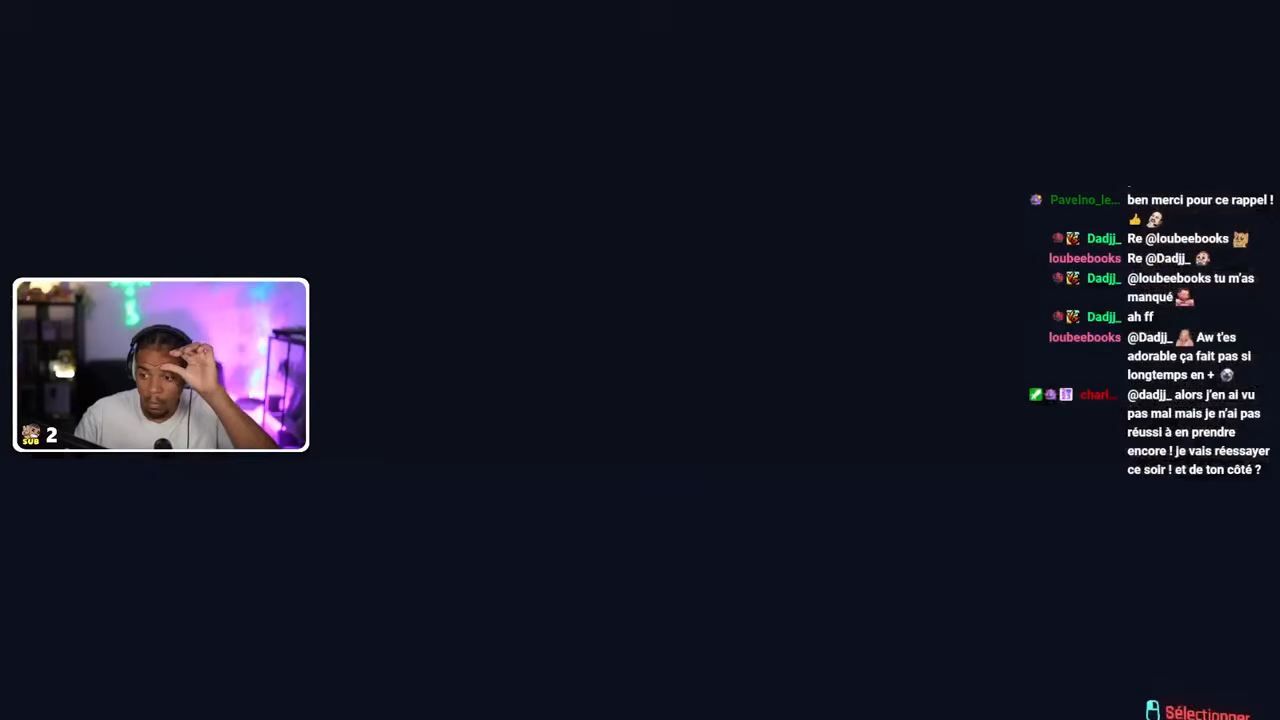 Pavelno_le... ben merci pour ce rappel !
Dadjj_ Re @loubeebooks
loubeebooks Re @Dadjj_
Dadjj_ @loubeebooks tu m'as
manqué
Dadjj_ ah ff
loubeebooks @Dadjj_ Aw t'es
adorable ça fait pas si
longtemps en +
charl... @dadjj_ alors j'en ai vu
pas mal mais je n'ai pas
réussi à en prendre
encore ! je vais réessayer
ce soir ! et de ton côté ?
SUB 2
Sélectionner